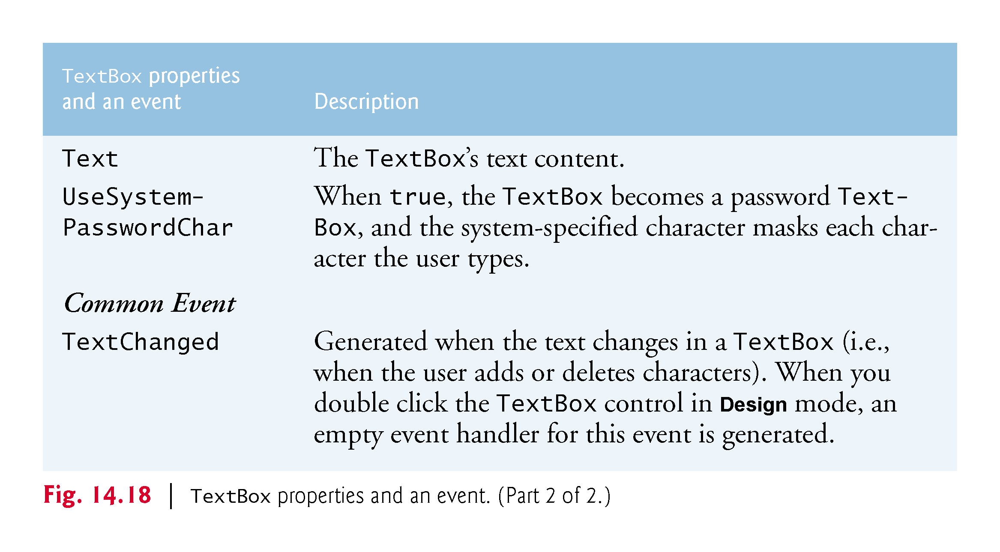 TextBox properties
and an event
Description
Text
The TextBox’s text content.
UseSystem-
PasswordChar
When true, the TextBox becomes a password Text-
Box, and the system-specified character masks each char-
acter the user types.
Common Event
TextChanged
Generated when the text changes in a TextBox (i.e.,
when the user adds or deletes characters). When you
double click the TextBox control in Design mode, an
empty event handler for this event is generated.
Fig. 14.18 | TextBox properties and an event. (Part 2 of 2.)